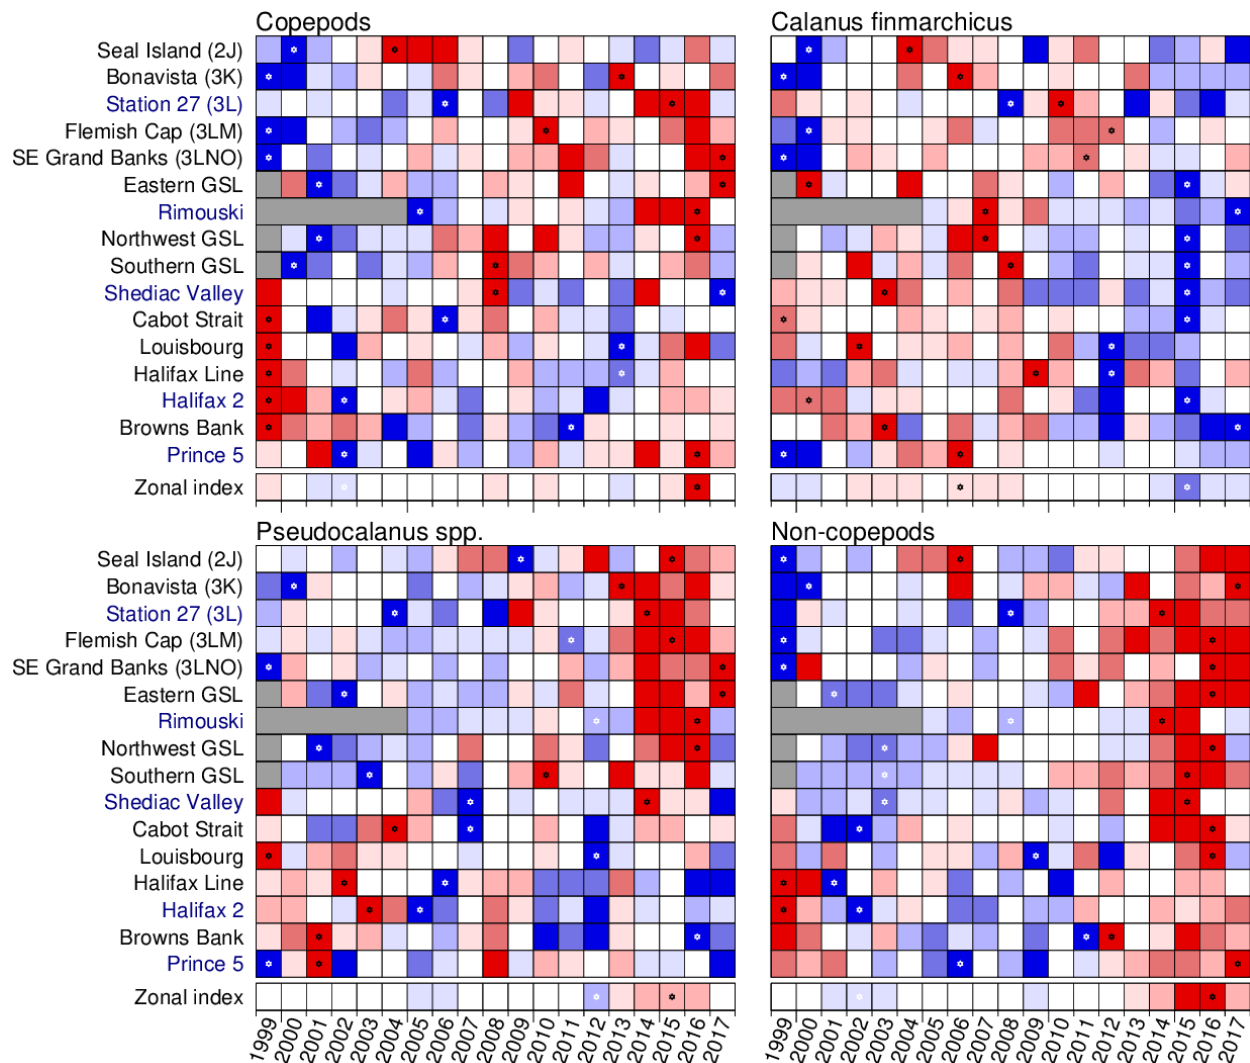 Copepods
Calanus finmarchicus
Seal Island (2J)
Bonavista (3K)
Station 27 (3L)
Flemish Cap (3LM)
SE Grand Banks (3LNO)
Eastern GSL
Rimouski
Northwest GSL
Southern GSL
Shediac Valley
Cabot Strait
Louisbourg
Halifax Line
Halifax 2
Browns Bank
Prince 5
Zonal index
Pseudocalanus spp.
Non-copepods
Seal Island (2J)
Bonavista (3K)
Station 27 (3L)
Flemish Cap (3LM)
SE Grand Banks (3LNO)
Eastern GSL
Rimouski
Northwest GSL
Southern GSL
Shediac Valley
Cabot Strait
Louisbourg
Halifax Line
Halifax 2
Browns Bank
Prince 5
Zonal index
1999 2000 2001 2002 2003 2004 2005 2006 2007 2008 2009 2010 2011 2012 2013 2014 2015 2016 2017
1999 2000 2001 2002 2003 2004 2005 2006 2007 2008 2009 2010 2011 2012 2013 2014 2015 2016 2017